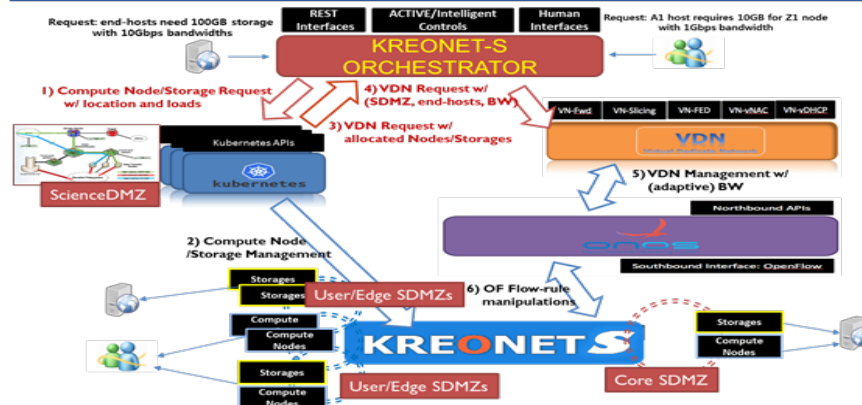 REST
Interfaces
ACTIVE/Intelligent
Controls
Human
Interfaces
Request: end-hosts need 100GB storage
with 10Gbps bandwidths
KREONET-S
ORCHESTRATOR
Request: A1 host requires 10GB for Z1 node
with 1Gbps bandwidth
1) Compute Node/Storage Request
w/ location and loads
4) VDN Request w/
(SDMZ, end-hosts, BW)
3) VDN Request w/
allocated Nodes/Storages
VN-Fwd
VN-Slicing
VN-FED
VN-vNAC
VN-vDHCP
VDN
Virtual Dedicate Network
Kubernetes APIs
kubernetes
ScienceDMZ
5) VDN Management w/
(adaptive) BW
Northbound APIs
onos
Southbound Interface: OpenFlow
2) Compute Node
/Storage Management
6) OF Flow-rule
manipulations
Storages
Storages
User/Edge SDMZs
Compute
Compute
Nodes
KREONET S
Storages
Compute
Nodes
Storages
Compute
Nodes
User/Edge SDMZs
Core SDMZ